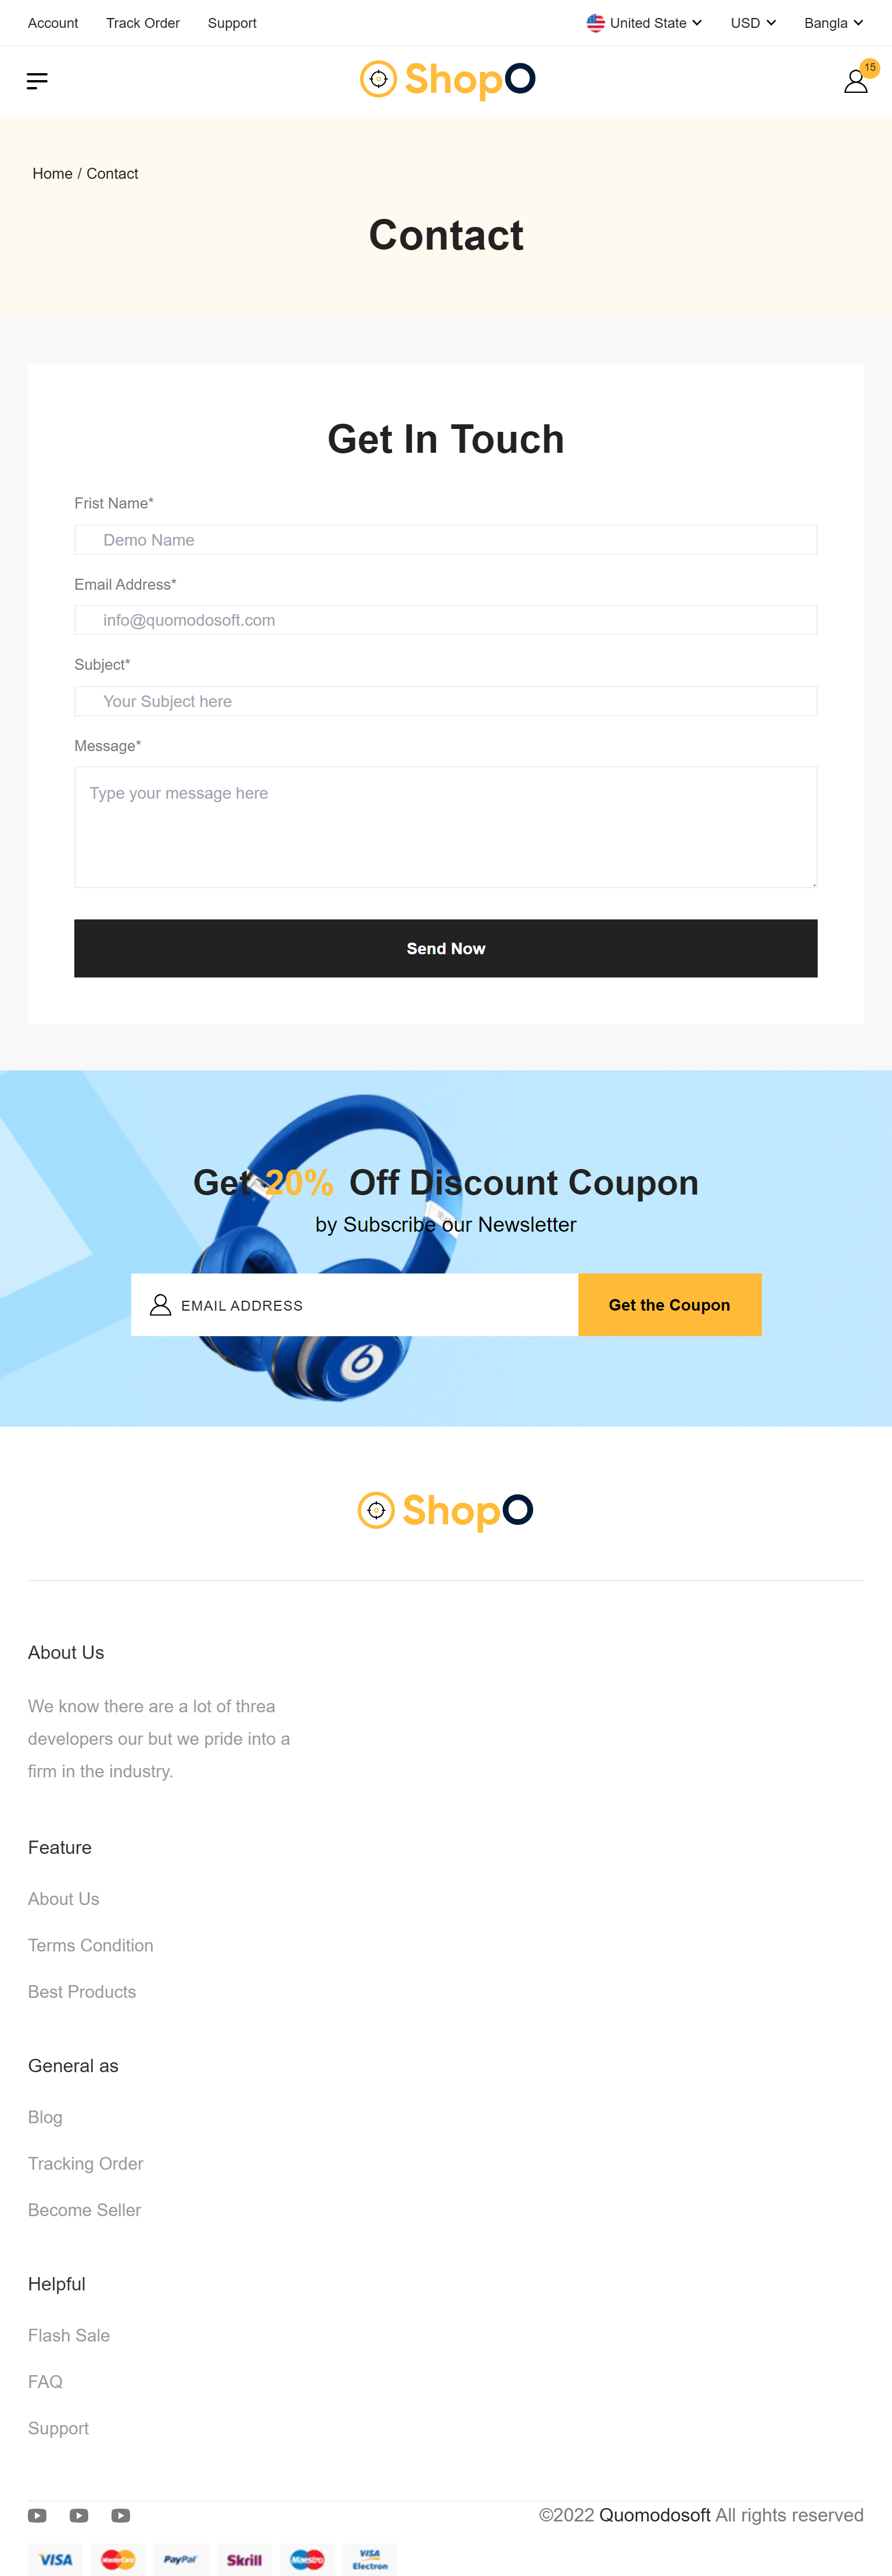 Account Track Order Support United State USD Bangla
ShopO 15
Home / Contact
Contact
Get In Touch
Frist Name*
Demo Name
Email Address*
info@quomodosoft.com
Subject*
Your Subject here
Message*
Type your message here
Send Now
Get 20% Off Discount Coupon
by Subscribe our Newsletter
EMAIL ADDRESS Get the Coupon
ShopO
About Us
We know there are a lot of threa
developers our but we pride into a
firm in the industry.
Feature
About Us
Terms Condition
Best Products
General as
Blog
Tracking Order
Become Seller
Helpful
Flash Sale
FAQ
Support
©2022 Quomodosoft All rights reserved
VISA MasterCard PayPal Skrill Maestro VISA Electron